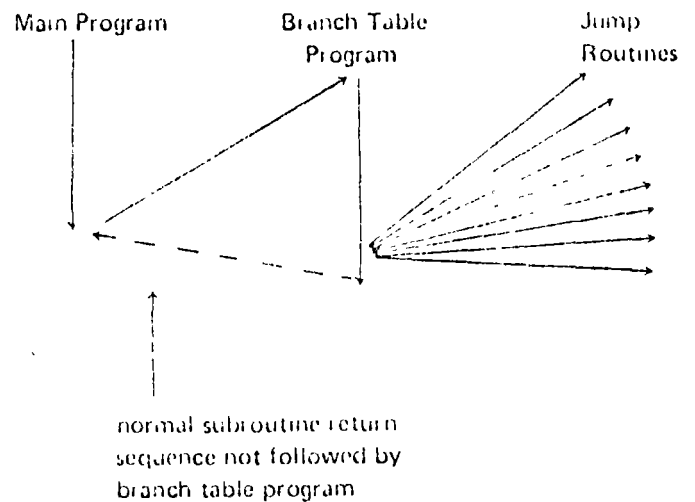 Main Program
Branch Table
Program
Jump
Routines
normal subroutine return
sequence not followed by
branch table program